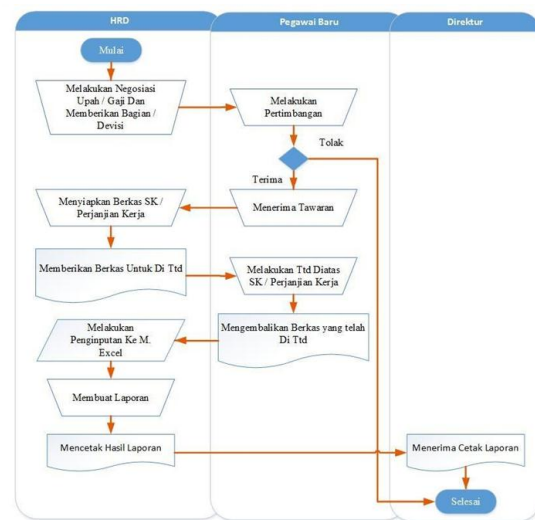 HRD
Pegawai Baru
Direktur
Mulai
Melakukan Negosiasi
Upah / Gaji Dan
Memberikan Bagian /
Devisi
Melakukan
Pertimbangan
Tolak
Terima
Menyiapkan Berkas SK /
Perjanjian Kerja
Menerima Tawaran
Memberikan Berkas Untuk Di Ttd
Melakukan Ttd Diatas
SK / Perjanjian Kerja
Melakukan
Penginputan Ke M.
Excel
Mengembalikan Berkas yang telah
Di Ttd
Membuat Laporan
Mencetak Hasil Laporan
Menerima Cetak Laporan
Selesai